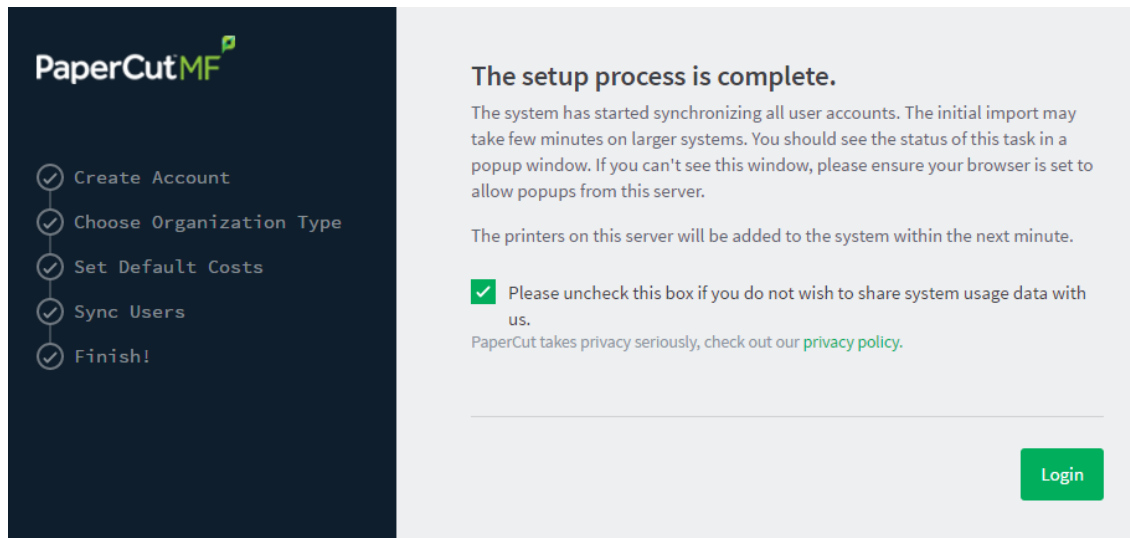 PaperCut MF
Create Account
Choose Organization Type
Set Default Costs
Sync Users
Finish!
The setup process is complete.
The system has started synchronizing all user accounts. The initial import may
take few minutes on larger systems. You should see the status of this task in a
popup window. If you can't see this window, please ensure your browser is set to
allow popups from this server.
The printers on this server will be added to the system within the next minute.
Please uncheck this box if you do not wish to share system usage data with
us.
PaperCut takes privacy seriously, check out our privacy policy.
Login